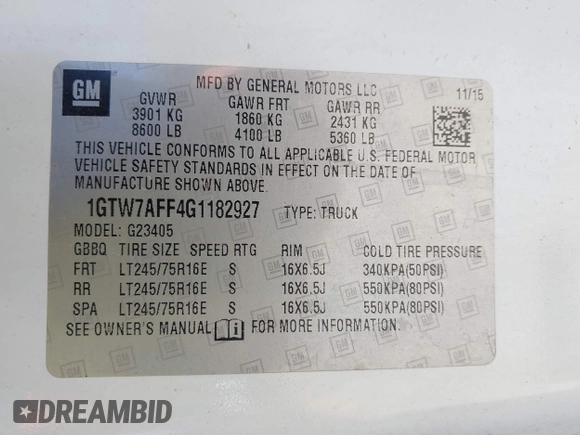 GM
MFD BY GENERAL MOTORS LLC
11/15
GVWR GAWR FRT GAWR RR
3901 KG 1860 KG 2431 KG
8600 LB 4100 LB 5360 LB
THIS VEHICLE CONFORMS TO ALL APPLICABLE U.S. FEDERAL MOTOR
VEHICLE SAFETY STANDARDS IN EFFECT ON THE DATE OF
MANUFACTURE SHOWN ABOVE.
1GTW7AFF4G1182927 TYPE: TRUCK
MODEL: G23405
GBBQ TIRE SIZE SPEED RTG RIM COLD TIRE PRESSURE
FRT LT245/75R16E S 16X6.5J 340KPA(50PSI)
RR LT245/75R16E S 16X6.5J 550KPA(80PSI)
SPA LT245/75R16E S 16X6.5J 550KPA(80PSI)
SEE OWNER'S MANUAL FOR MORE INFORMATION.
DREAMBID